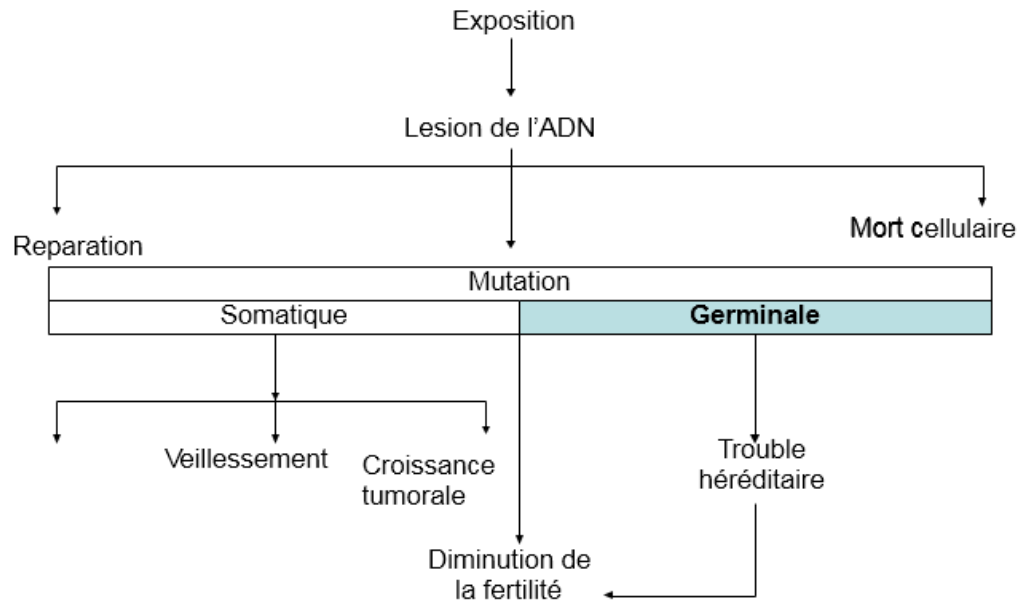 Exposition
Lesion de l'ADN
Reparation
Mort cellulaire
Mutation
Somatique
Germinale
Veillessement
Croissance
tumorale
Trouble
héréditaire
Diminution de
la fertilité